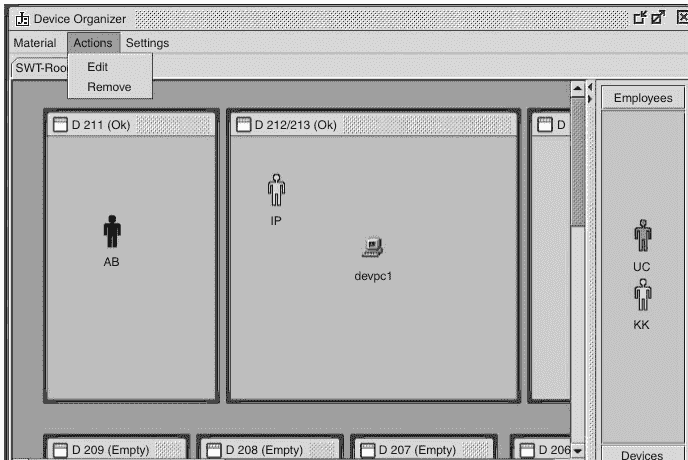 Device Organizer
Material Actions Settings
SWT-Roo
Edit
Remove
Employees
D 211 (Ok)
D 212/213 (Ok)
D
IP
AB
devpc1
UC
KK
D 209 (Empty)
D 208 (Empty)
D 207 (Empty)
D 206
Devices